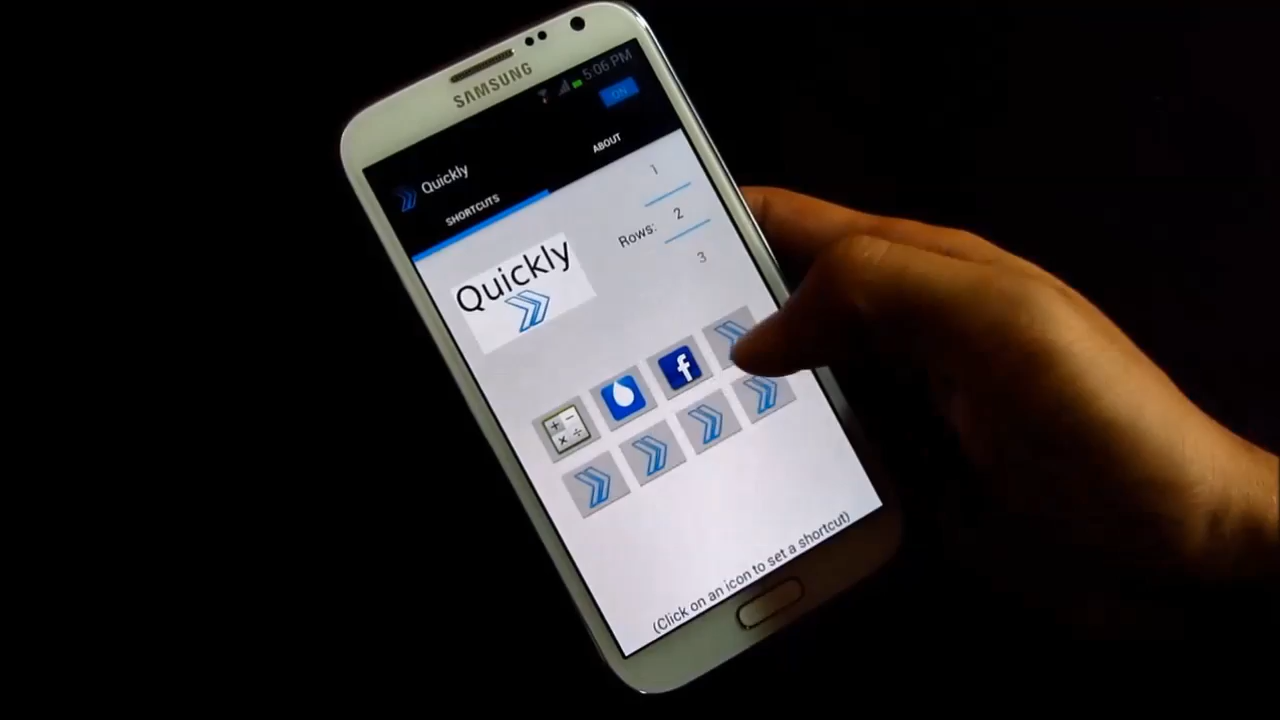 SAMSUNG
5:06 PM
ON
Quickly
SHORTCUTS
ABOUT
1
Rows: 2
3
Quickly
f
+ −
× ÷
(Click on an icon to set a shortcut)